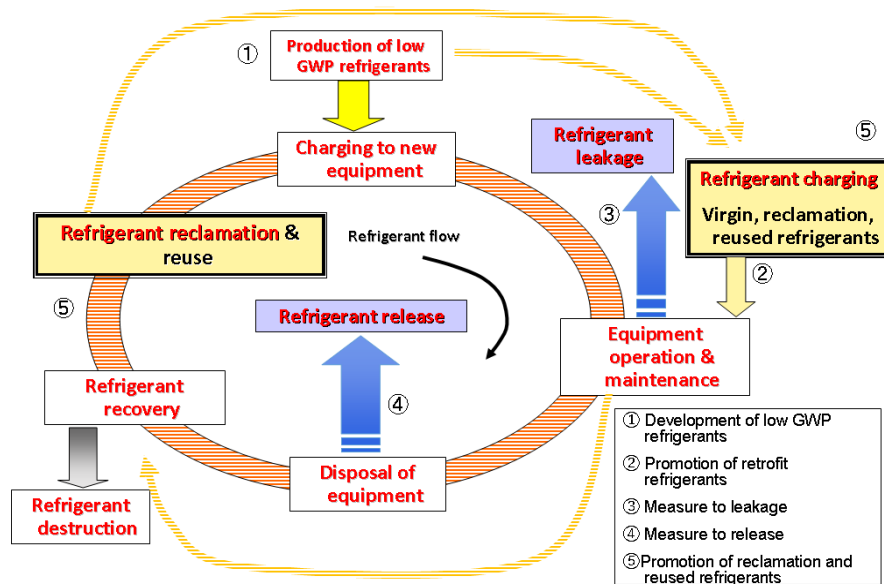 ①
Production of low
GWP refrigerants
Charging to new
equipment
Refrigerant
leakage
⑤
Refrigerant charging
Virgin, reclamation,
reused refrigerants
③
②
Refrigerant reclamation &
reuse
Refrigerant flow
⑤
Refrigerant release
Equipment
operation &
maintenance
Refrigerant
recovery
④
Disposal of
equipment
Refrigerant
destruction
① Development of low GWP
refrigerants
② Promotion of retrofit
refrigerants
③ Measure to leakage
④ Measure to release
⑤Promotion of reclamation and
reused refrigerants